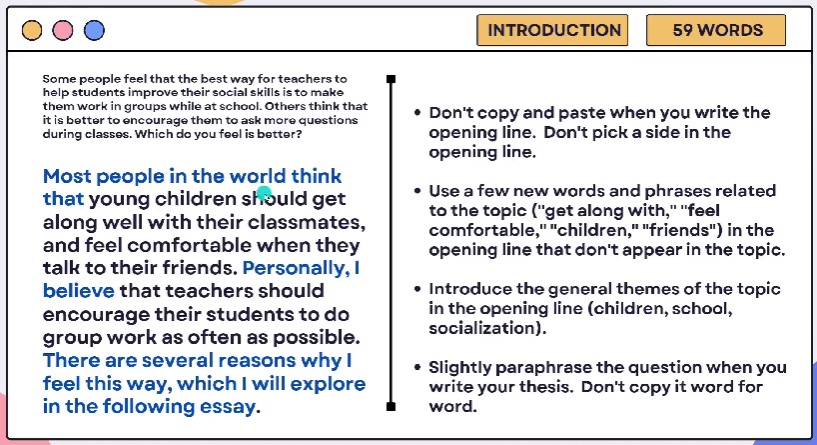 INTRODUCTION
59 WORDS
Some people feel that the best way for teachers to
help students improve their social skills is to make
them work in groups while at school. Others think that
it is better to encourage them to ask more questions
during classes. Which do you feel is better?
Most people in the world think
that young children should get
along well with their classmates,
and feel comfortable when they
talk to their friends. Personally, I
believe that teachers should
encourage their students to do
group work as often as possible.
There are several reasons why I
feel this way, which I will explore
in the following essay.
• Don't copy and paste when you write the
opening line. Don't pick a side in the
opening line.
• Use a few new words and phrases related
to the topic ("get along with," "feel
comfortable," "children," "friends") in the
opening line that don't appear in the topic.
• Introduce the general themes of the topic
in the opening line (children, school,
socialization).
• Slightly paraphrase the question when you
write your thesis. Don't copy it word for
word.